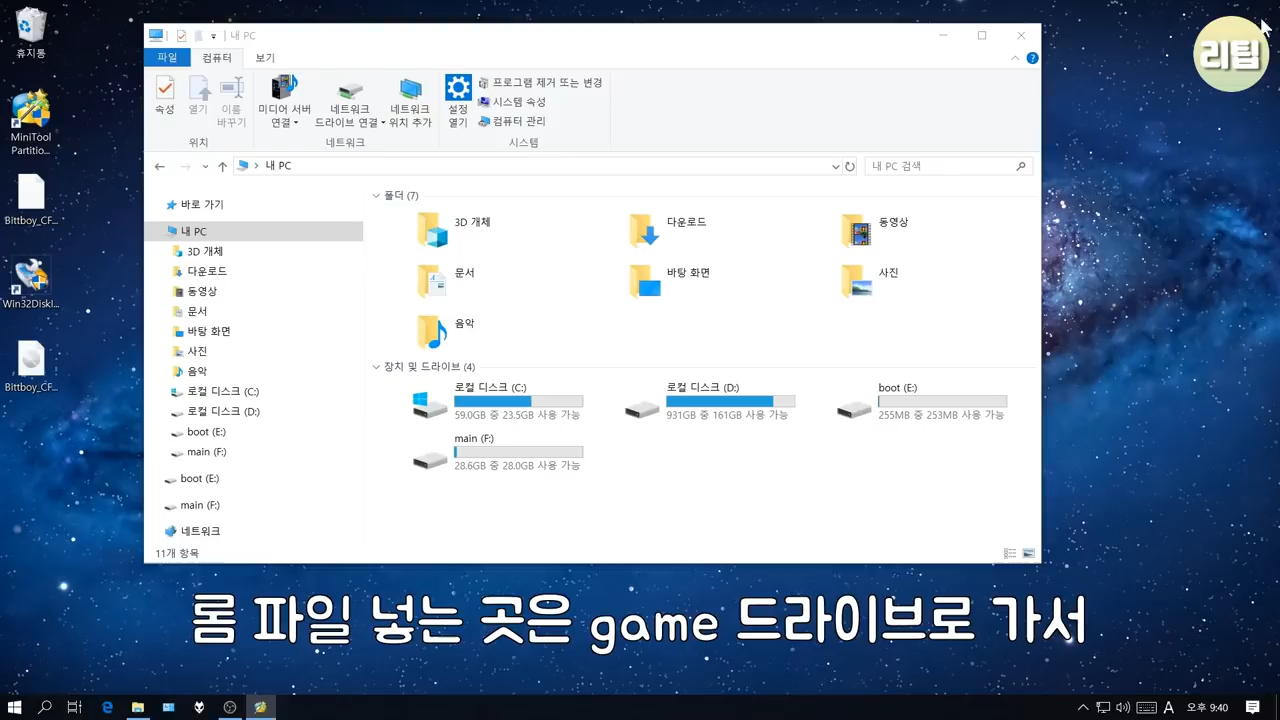 휴지통
MiniTool
Partitio...
Bittboy_CF...
Win32DiskI...
Bittboy_CF...
내 PC
파일
컴퓨터
보기
속성
열기
이름
바꾸기
위치
미디어 서버
연결
네트워크
드라이브 연결
네트워크
위치 추가
네트워크
설정
열기
프로그램 제거 또는 변경
시스템 속성
컴퓨터 관리
시스템
내 PC
내 PC 검색
바로 가기
내 PC
3D 개체
다운로드
동영상
문서
바탕 화면
사진
음악
로컬 디스크 (C:)
로컬 디스크 (D:)
boot (E:)
main (F:)
boot (E:)
main (F:)
네트워크
폴더 (7)
3D 개체
다운로드
동영상
문서
바탕 화면
사진
음악
장치 및 드라이브 (4)
로컬 디스크 (C:)
59.0GB 중 23.5GB 사용 가능
로컬 디스크 (D:)
931GB 중 161GB 사용 가능
boot (E:)
255MB 중 253MB 사용 가능
main (F:)
28.6GB 중 28.0GB 사용 가능
11개 항목
리팁
롬 파일 넣는 곳은 game 드라이브로 가서
A
오후 9:40